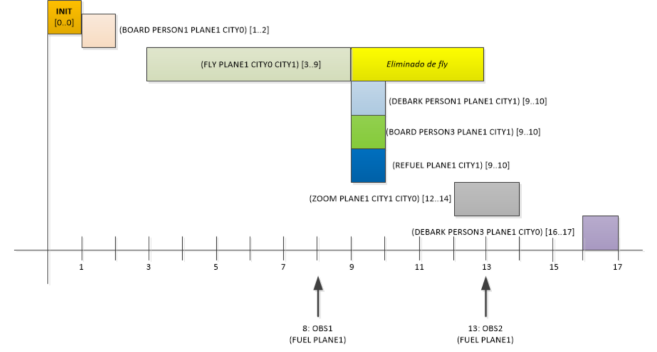 INIT
[0..0]
(BOARD PERSON1 PLANE1 CITY0) [1..2]
(FLY PLANE1 CITY0 CITY1) [3..9]
Eliminado de fly
(DEBARK PERSON1 PLANE1 CITY1) [9..10]
(BOARD PERSON3 PLANE1 CITY1) [9..10]
(REFUEL PLANE1 CITY1) [9..10]
(ZOOM PLANE1 CITY1 CITY0) [12..14]
(DEBARK PERSON3 PLANE1 CITY0) [16..17]
1 3 5 7 9 11 13 15 17
8: OBS1
(FUEL PLANE1)
13: OBS2
(FUEL PLANE1)